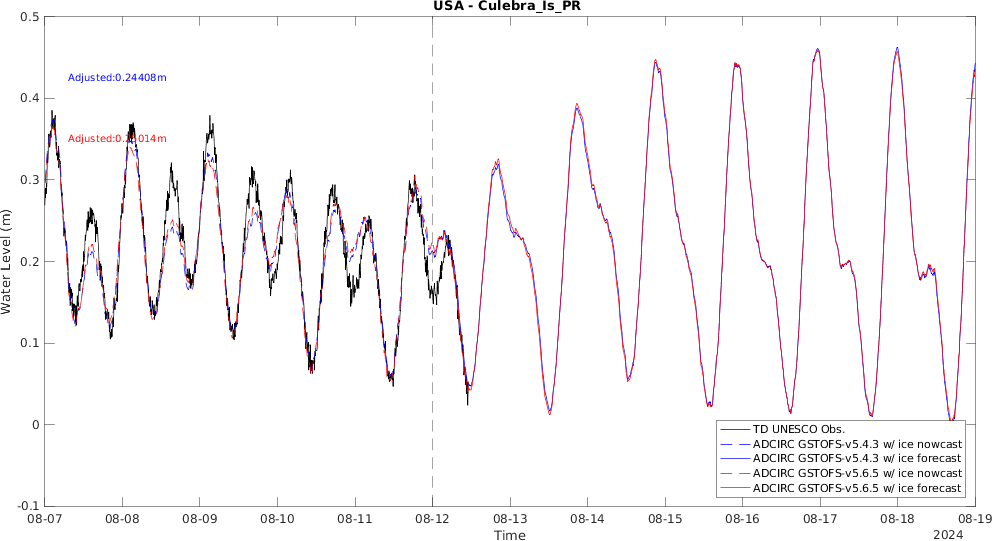 USA - Culebra_Is_PR
0.5
0.4
0.3
0.2
0.1
0
-0.1
Water Level (m)
Adjusted:0.24408m
TD UNESCO Obs.
ADCIRC GSTOFS-v5.4.3 w/ ice nowcast
ADCIRC GSTOFS-v5.4.3 w/ ice forecast
ADCIRC GSTOFS-v5.6.5 w/ ice nowcast
ADCIRC GSTOFS-v5.6.5 w/ ice forecast
08-07 08-08 08-09 08-10 08-11 08-12 08-13 08-14 08-15 08-16 08-17 08-18 08-19
Time
2024